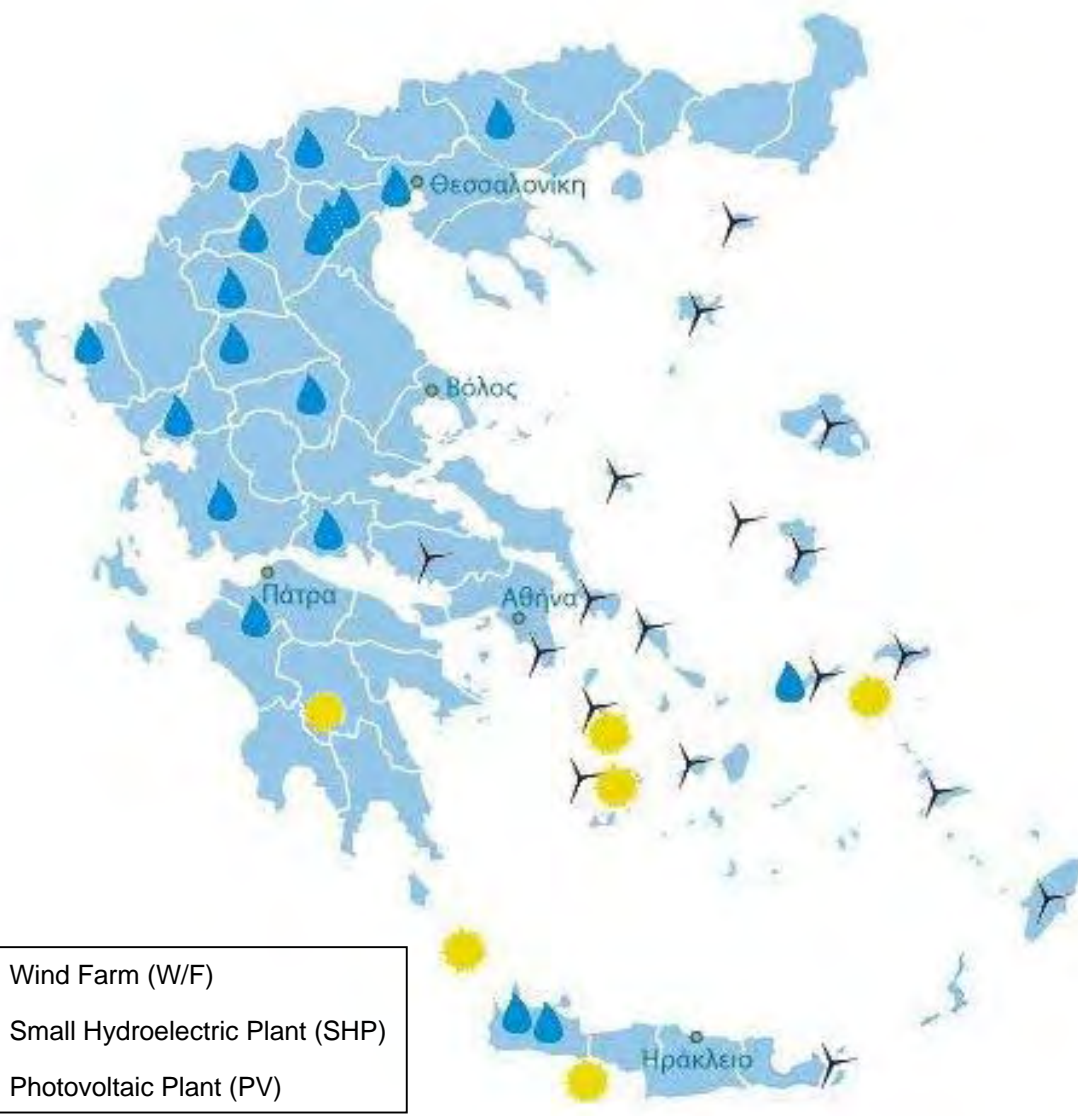 Θεσσαλονίκη
Βόλος
Πάτρα
Αθήνα
Ηράκλειο
Wind Farm (W/F)
Small Hydroelectric Plant (SHP)
Photovoltaic Plant (PV)